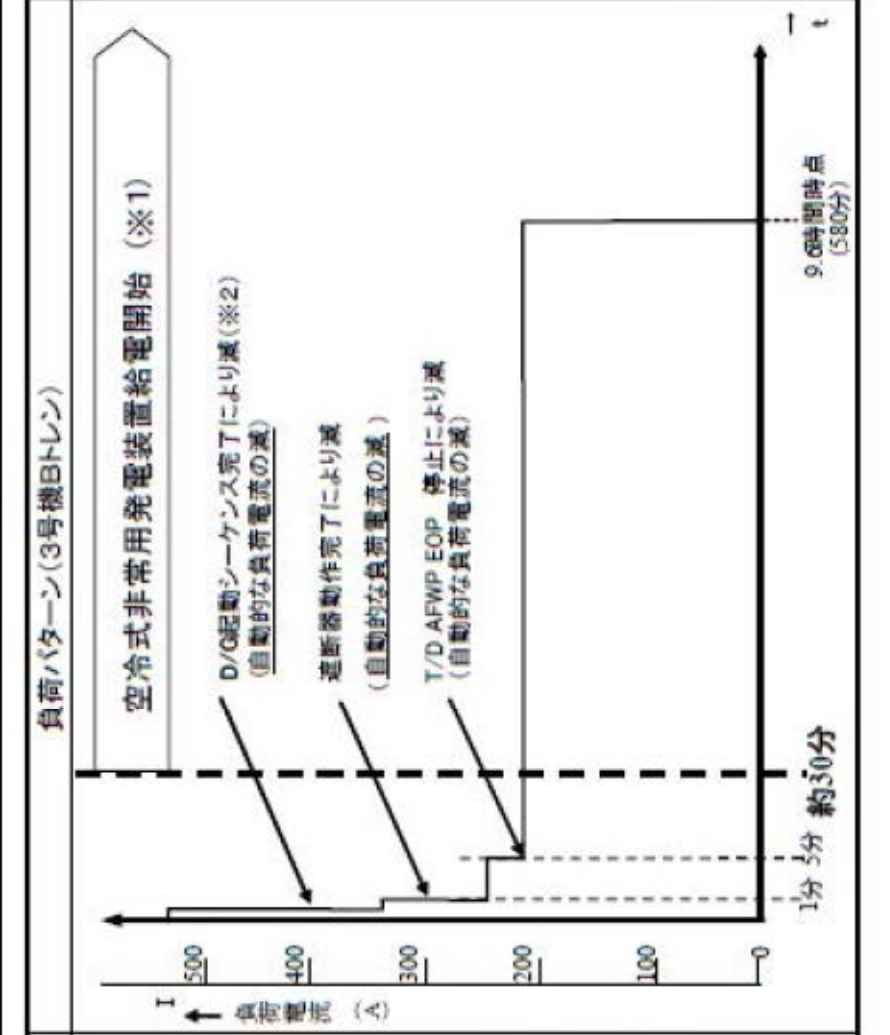 負荷パターン(3号機Bトレン)
空冷式非常用発電装置給電開始 (※1)
D/G起動シーケンス完了により減(※2)
(自動的な負荷電流の減)
遮断器動作完了により減
(自動的な負荷電流の減)
T/D AFWP EOP 停止により減
(自動的な負荷電流の減)
I
負荷電流 (A)
500
400
300
200
100
0
1分
5分
約30分
9.6時間時点
(580分)
t